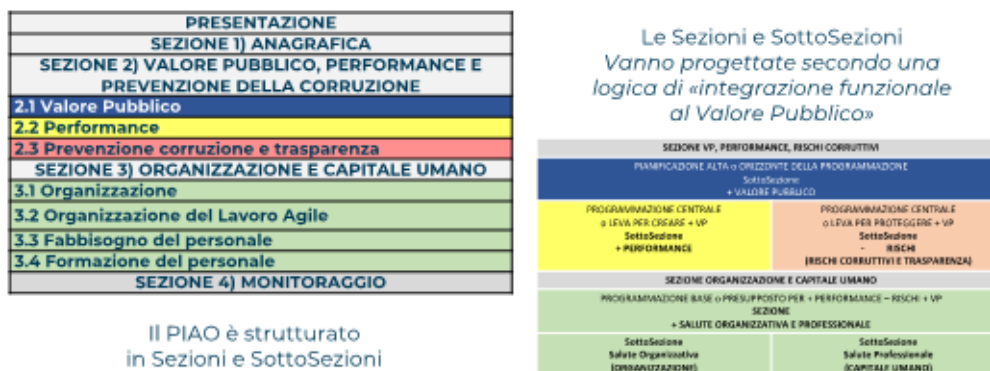 PRESENTAZIONE
SEZIONE 1) ANAGRAFICA
SEZIONE 2) VALORE PUBBLICO, PERFORMANCE E
PREVENZIONE DELLA CORRUZIONE
2.1 Valore Pubblico
2.2 Performance
2.3 Prevenzione corruzione e trasparenza
SEZIONE 3) ORGANIZZAZIONE E CAPITALE UMANO
3.1 Organizzazione
3.2 Organizzazione del Lavoro Agile
3.3 Fabbisogno del personale
3.4 Formazione del personale
SEZIONE 4) MONITORAGGIO
Il PIAO è strutturato
in Sezioni e SottoSezioni
Le Sezioni e SottoSezioni
Vanno progettate secondo una
logica di «integrazione funzionale
al Valore Pubblico»
SEZIONE VP, PERFORMANCE, RISCHI CORRUTTIVI
PIANIFICAZIONE ALTA o ORIZZONTE DELLA PROGRAMMAZIONE
SottoSezione
+ VALORE PUBBLICO
PROGRAMMAZIONE CENTRALE
o LEVA PER CREARE + VP
SottoSezione
+ PERFORMANCE
PROGRAMMAZIONE CENTRALE
o LEVA PER PROTEGGERE + VP
SottoSezione
- RISCHI
(RISCHI CORRUTTIVI E TRASPARENZA)
SEZIONE ORGANIZZAZIONE E CAPITALE UMANO
PROGRAMMAZIONE BASE o PRESUPPOSTO PER + PERFORMANCE – RISCHI + VP
SEZIONE
+ SALUTE ORGANIZZATIVA E PROFESSIONALE
SottoSezione
Salute Organizzativa
(ORGANIZZAZIONE)
SottoSezione
Salute Professionale
(CAPITALE UMANO)